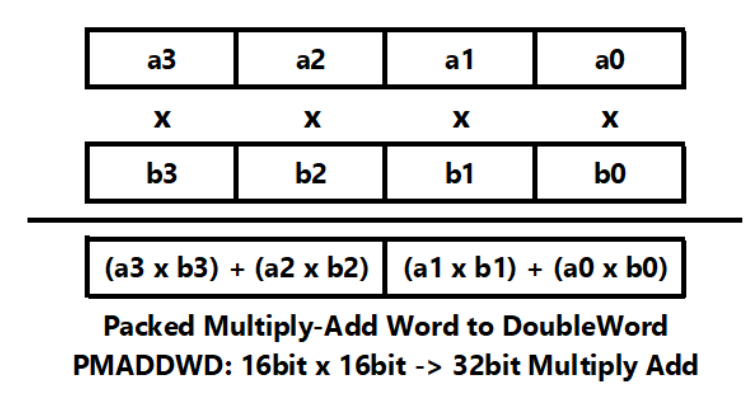 a3 a2 a1 a0
x x x x
b3 b2 b1 b0
(a3 x b3) + (a2 x b2) (a1 x b1) + (a0 x b0)
Packed Multiply-Add Word to DoubleWord
PMADDWD: 16bit x 16bit -> 32bit Multiply Add